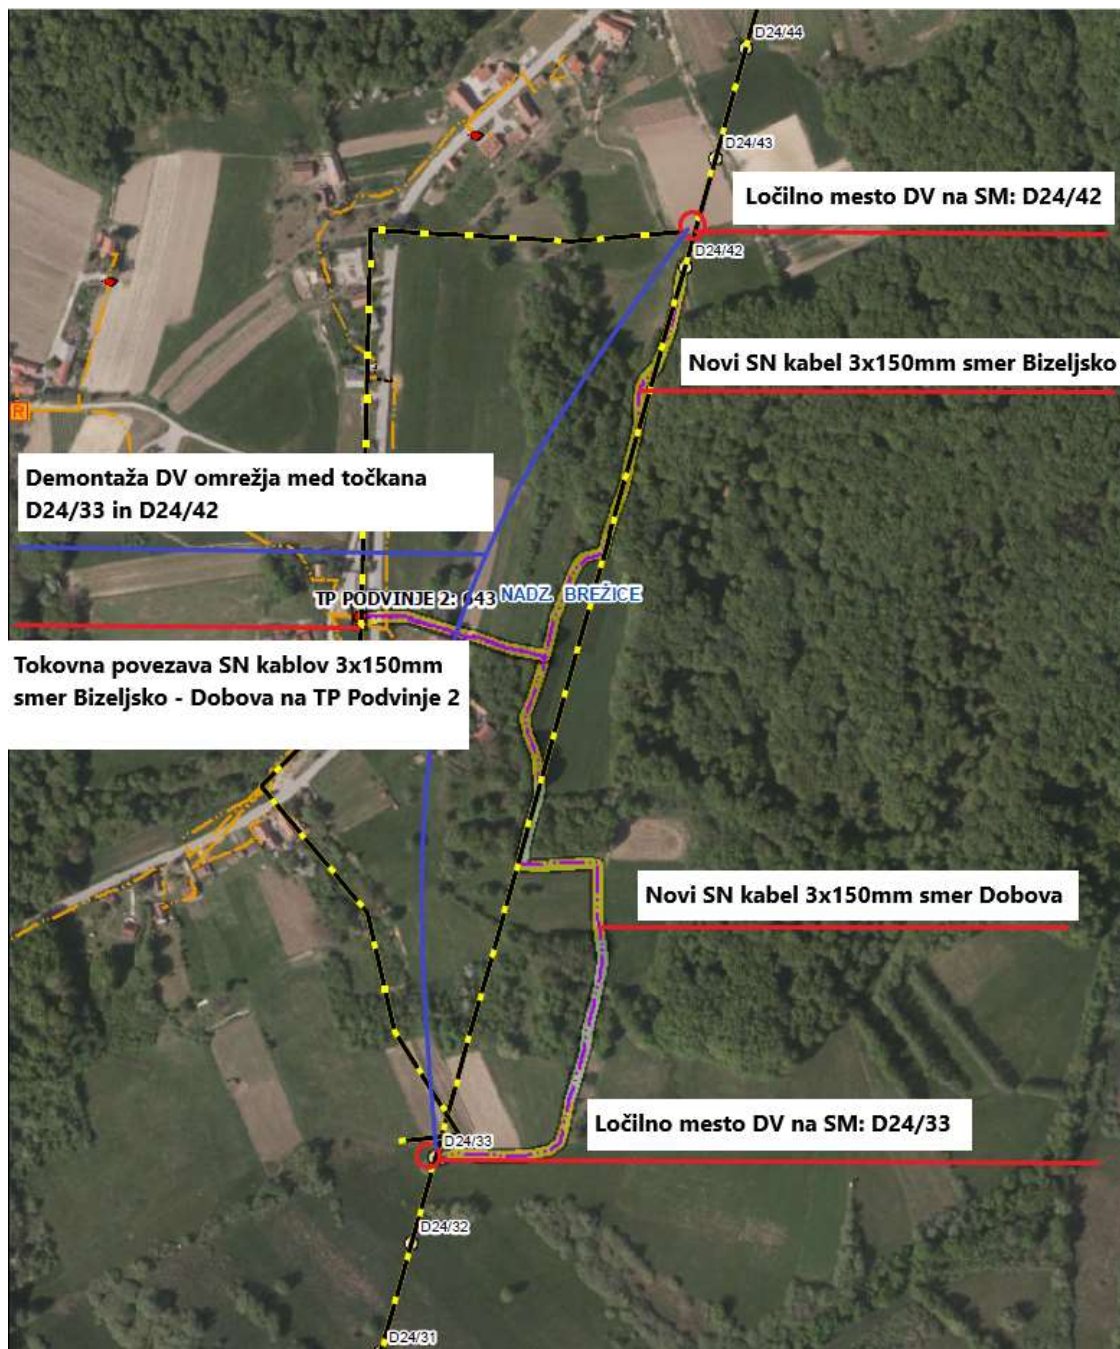 D24/44
D24/43
Ločilno mesto DV na SM: D24/42
D24/42
Novi SN kabel 3x150mm smer Bizeljsko
R
Demontaža DV omrežja med točkana
D24/33 in D24/42
TP PODVINJE 2: 643
NADZ. BREŽICE
Tokovna povezava SN kablov 3x150mm
smer Bizeljsko - Dobova na TP Podvinje 2
Novi SN kabel 3x150mm smer Dobova
Ločilno mesto DV na SM: D24/33
D24/33
D24/32
D24/31